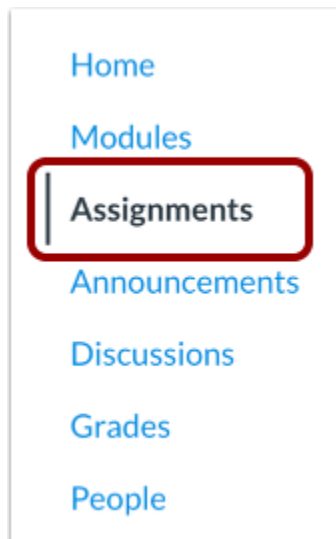 Home
Modules
Assignments
Announcements
Discussions
Grades
People